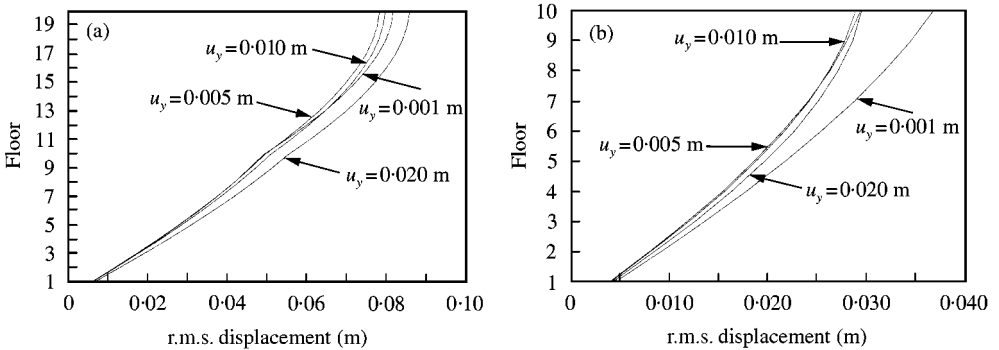 (a)
Floor
19
17
15
13
11
9
7
5
3
1
u_y=0·010 m
u_y=0·005 m
u_y=0·001 m
u_y=0·020 m
0 0·02 0·04 0·06 0·08 0·10
r.m.s. displacement (m)
(b)
Floor
10
9
8
7
6
5
4
3
2
1
u_y=0·010 m
u_y=0·001 m
u_y=0·005 m
u_y=0·020 m
0 0·010 0·020 0·030 0·040
r.m.s. displacement (m)